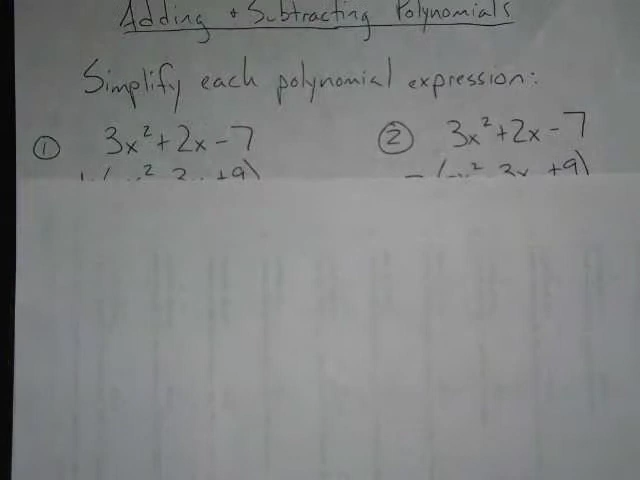 Adding + Subtracting Polynomials
Simplify each polynomial expression:
① 3x² + 2x - 7
② 3x² + 2x - 7